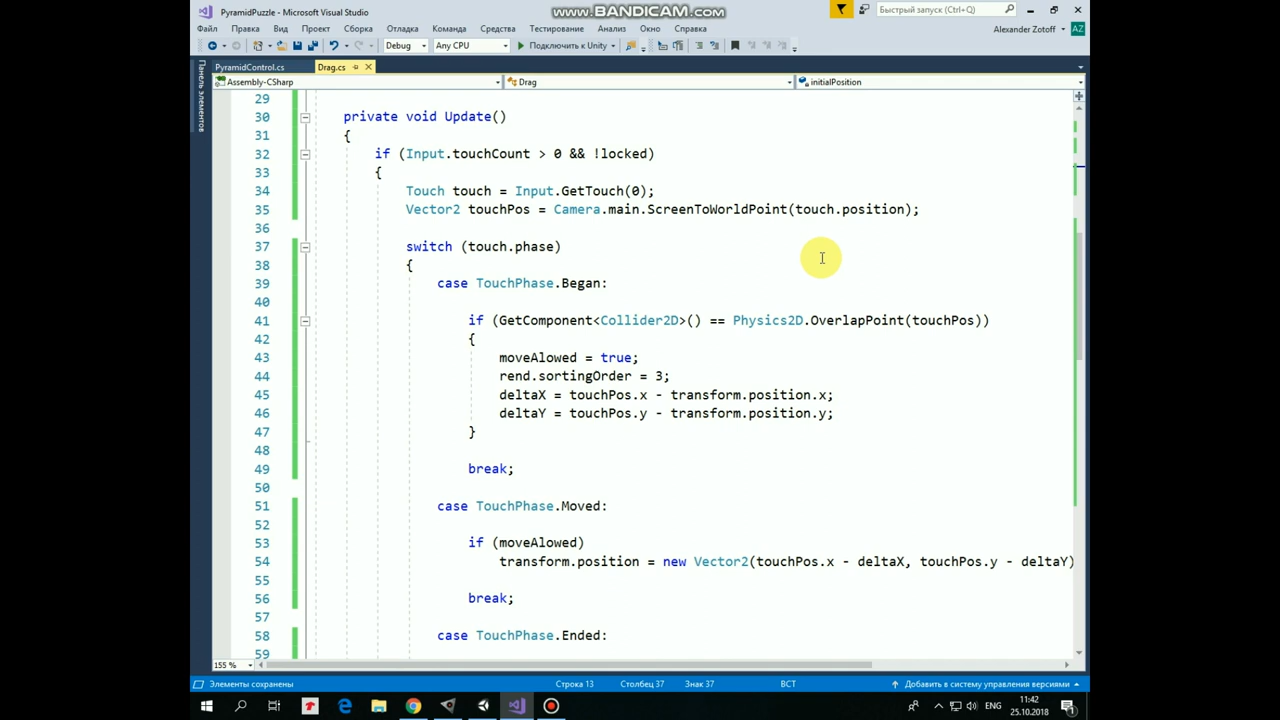 PyramidPuzzle - Microsoft Visual Studio
www.BANDICAM.com
Быстрый запуск (Ctrl+Q)
Файл Правка Вид Проект Сборка Отладка Команда Средства Тестирование Анализ Окно Справка
Alexander Zotoff AZ
Debug Any CPU Подключить к Unity
Панель элементов
PyramidControl.cs Drag.cs
Assembly-CSharp Drag initialPosition
29
30 private void Update()
31 {
32 if (Input.touchCount > 0 && !locked)
33 {
34 Touch touch = Input.GetTouch(0);
35 Vector2 touchPos = Camera.main.ScreenToWorldPoint(touch.position);
36
37 switch (touch.phase)
38 {
39 case TouchPhase.Began:
40
41 if (GetComponent<Collider2D>() == Physics2D.OverlapPoint(touchPos))
42 {
43 moveAlowed = true;
44 rend.sortingOrder = 3;
45 deltaX = touchPos.x - transform.position.x;
46 deltaY = touchPos.y - transform.position.y;
47 }
48
49 break;
50
51 case TouchPhase.Moved:
52
53 if (moveAlowed)
54 transform.position = new Vector2(touchPos.x - deltaX, touchPos.y - deltaY)
55
56 break;
57
58 case TouchPhase.Ended:
59
155 %
Элементы сохранены Строка 13 Столбец 37 Знак 37 ВСТ Добавить в систему управления версиями
ENG
11:42
25.10.2018
1